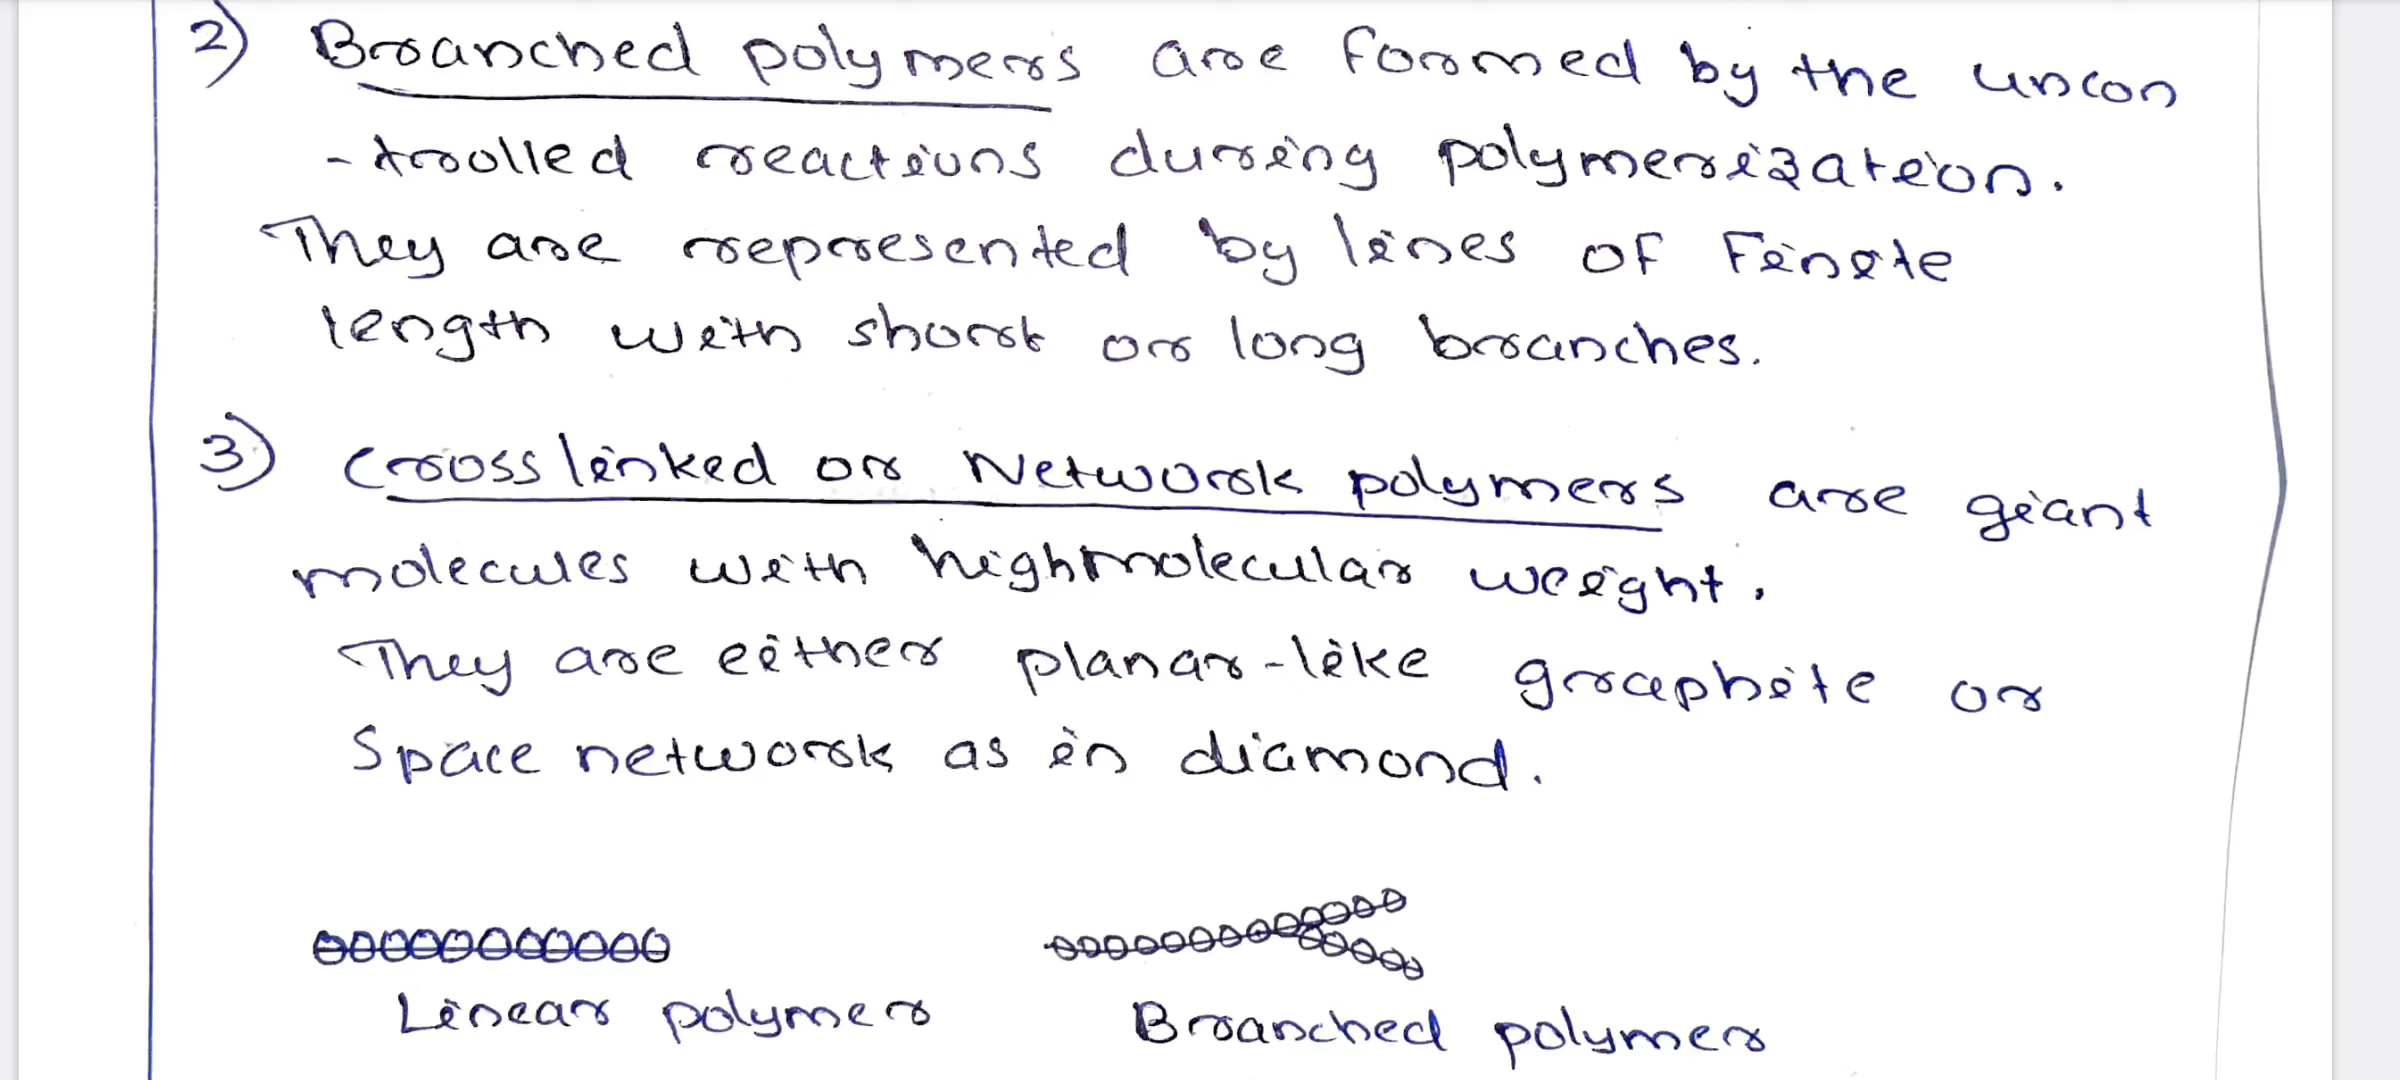 2) Branched polymers are formed by the uncon
-trolled reactions during polymerization.
They are represented by lines of Finite
length with short or long branches.
3) Cross linked or Network polymers are giant
molecules with high molecular weight.
They are either planar-like graphite or
Space network as in diamond.
Linear polymer Branched polymer